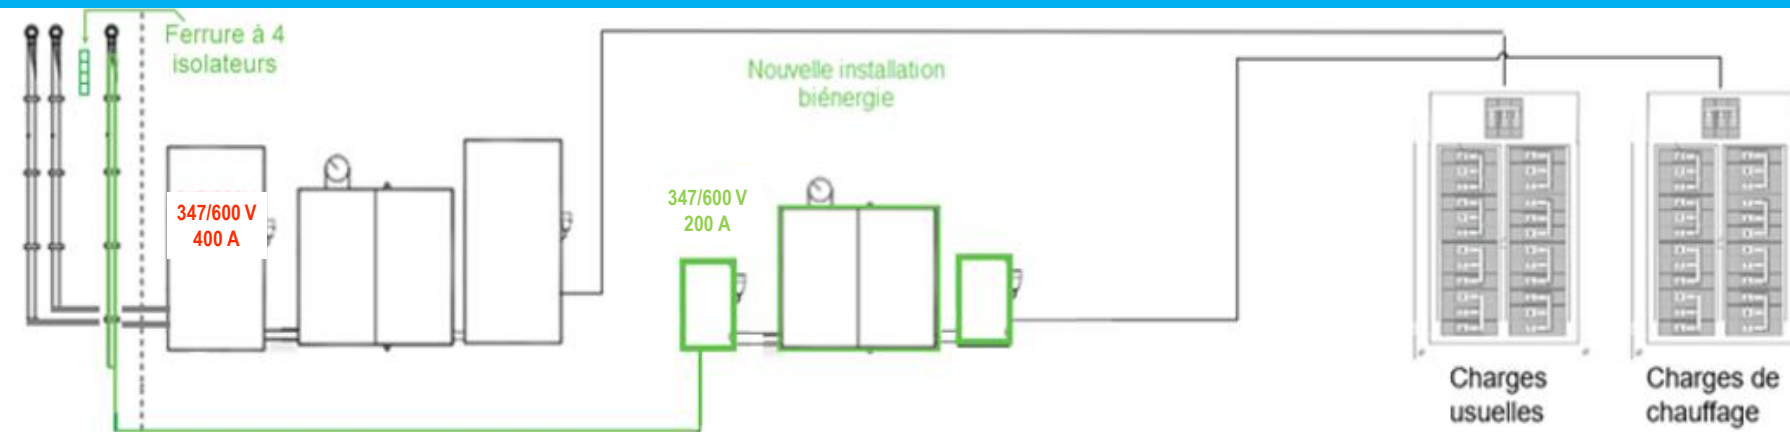 Ferrure à 4
isolateurs
Nouvelle installation
biénergie
347/600 V
400 A
347/600 V
200 A
Charges
usuelles
Charges de
chauffage